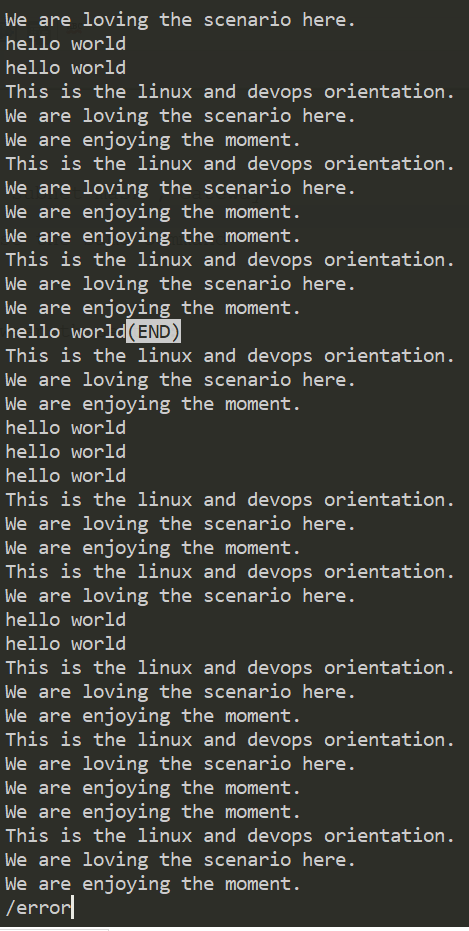 We are loving the scenario here.
hello world
hello world
This is the linux and devops orientation.
We are loving the scenario here.
We are enjoying the moment.
This is the linux and devops orientation.
We are loving the scenario here.
We are enjoying the moment.
We are enjoying the moment.
This is the linux and devops orientation.
We are loving the scenario here.
We are enjoying the moment.
hello world(END)
This is the linux and devops orientation.
We are loving the scenario here.
We are enjoying the moment.
hello world
hello world
hello world
This is the linux and devops orientation.
We are loving the scenario here.
We are enjoying the moment.
This is the linux and devops orientation.
We are loving the scenario here.
hello world
hello world
This is the linux and devops orientation.
We are loving the scenario here.
We are enjoying the moment.
This is the linux and devops orientation.
We are loving the scenario here.
We are enjoying the moment.
We are enjoying the moment.
This is the linux and devops orientation.
We are loving the scenario here.
We are enjoying the moment.
/error